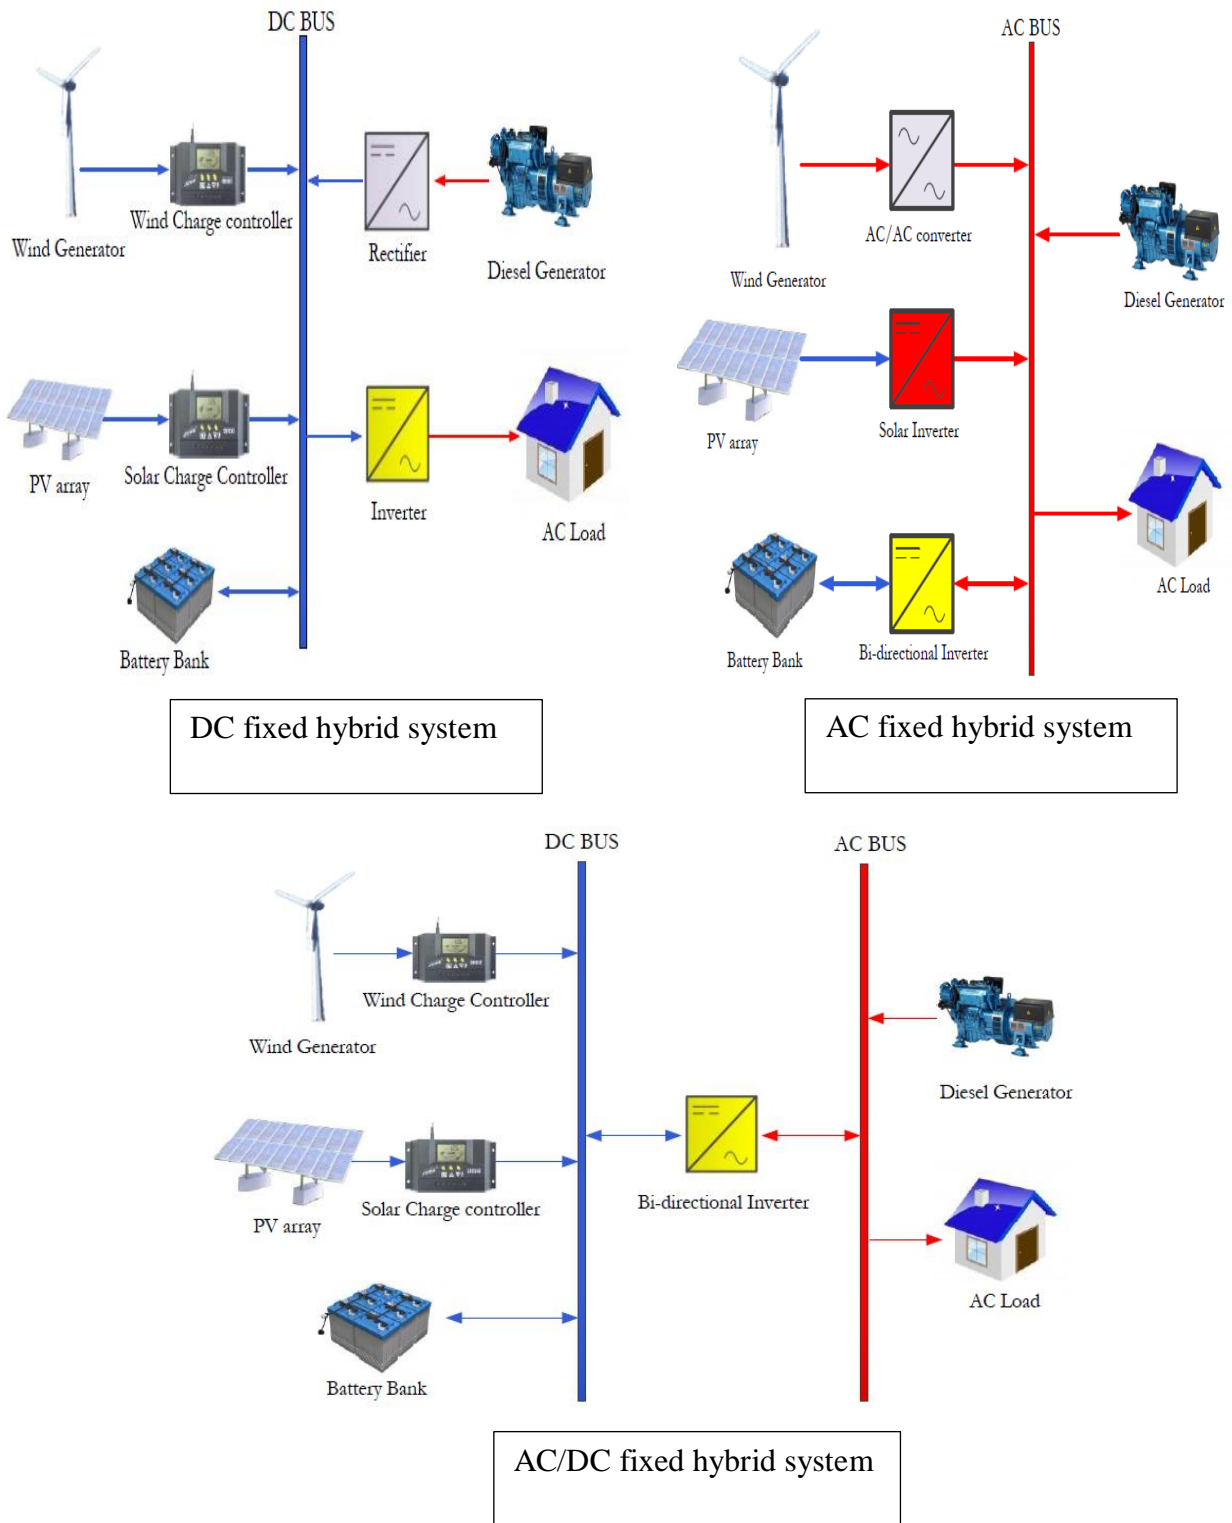 DC BUS
Wind Generator
Wind Charge controller
Rectifier
Diesel Generator
PV array
Solar Charge Controller
Inverter
AC Load
Battery Bank
DC fixed hybrid system
AC BUS
Wind Generator
AC/AC converter
Diesel Generator
PV array
Solar Inverter
AC Load
Battery Bank
Bi-directional Inverter
AC fixed hybrid system
DC BUS
AC BUS
Wind Generator
Wind Charge Controller
Diesel Generator
PV array
Solar Charge controller
Bi-directional Inverter
AC Load
Battery Bank
AC/DC fixed hybrid system